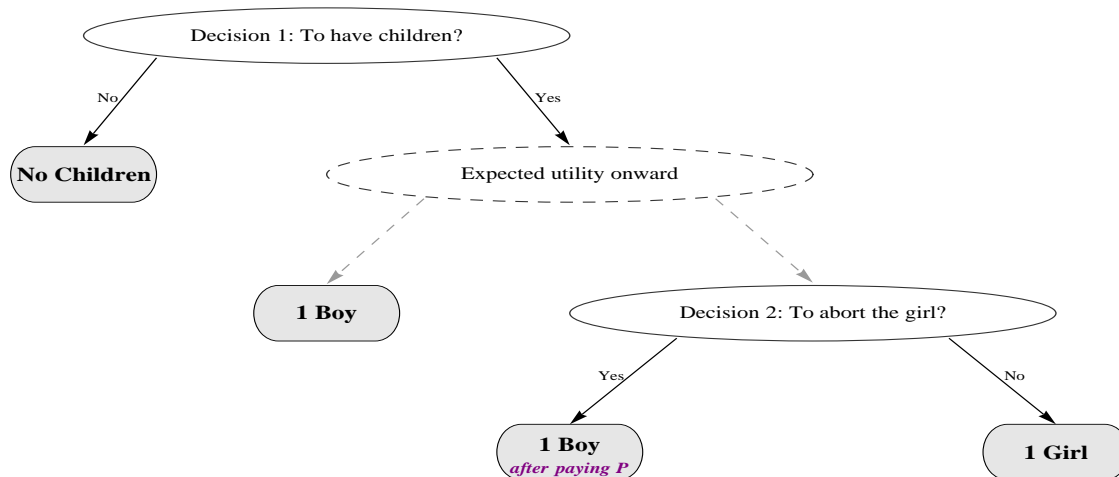 Decision 1: To have children?
No
Yes
No Children
Expected utility onward
1 Boy
Decision 2: To abort the girl?
Yes
No
1 Boy
after paying P
1 Girl